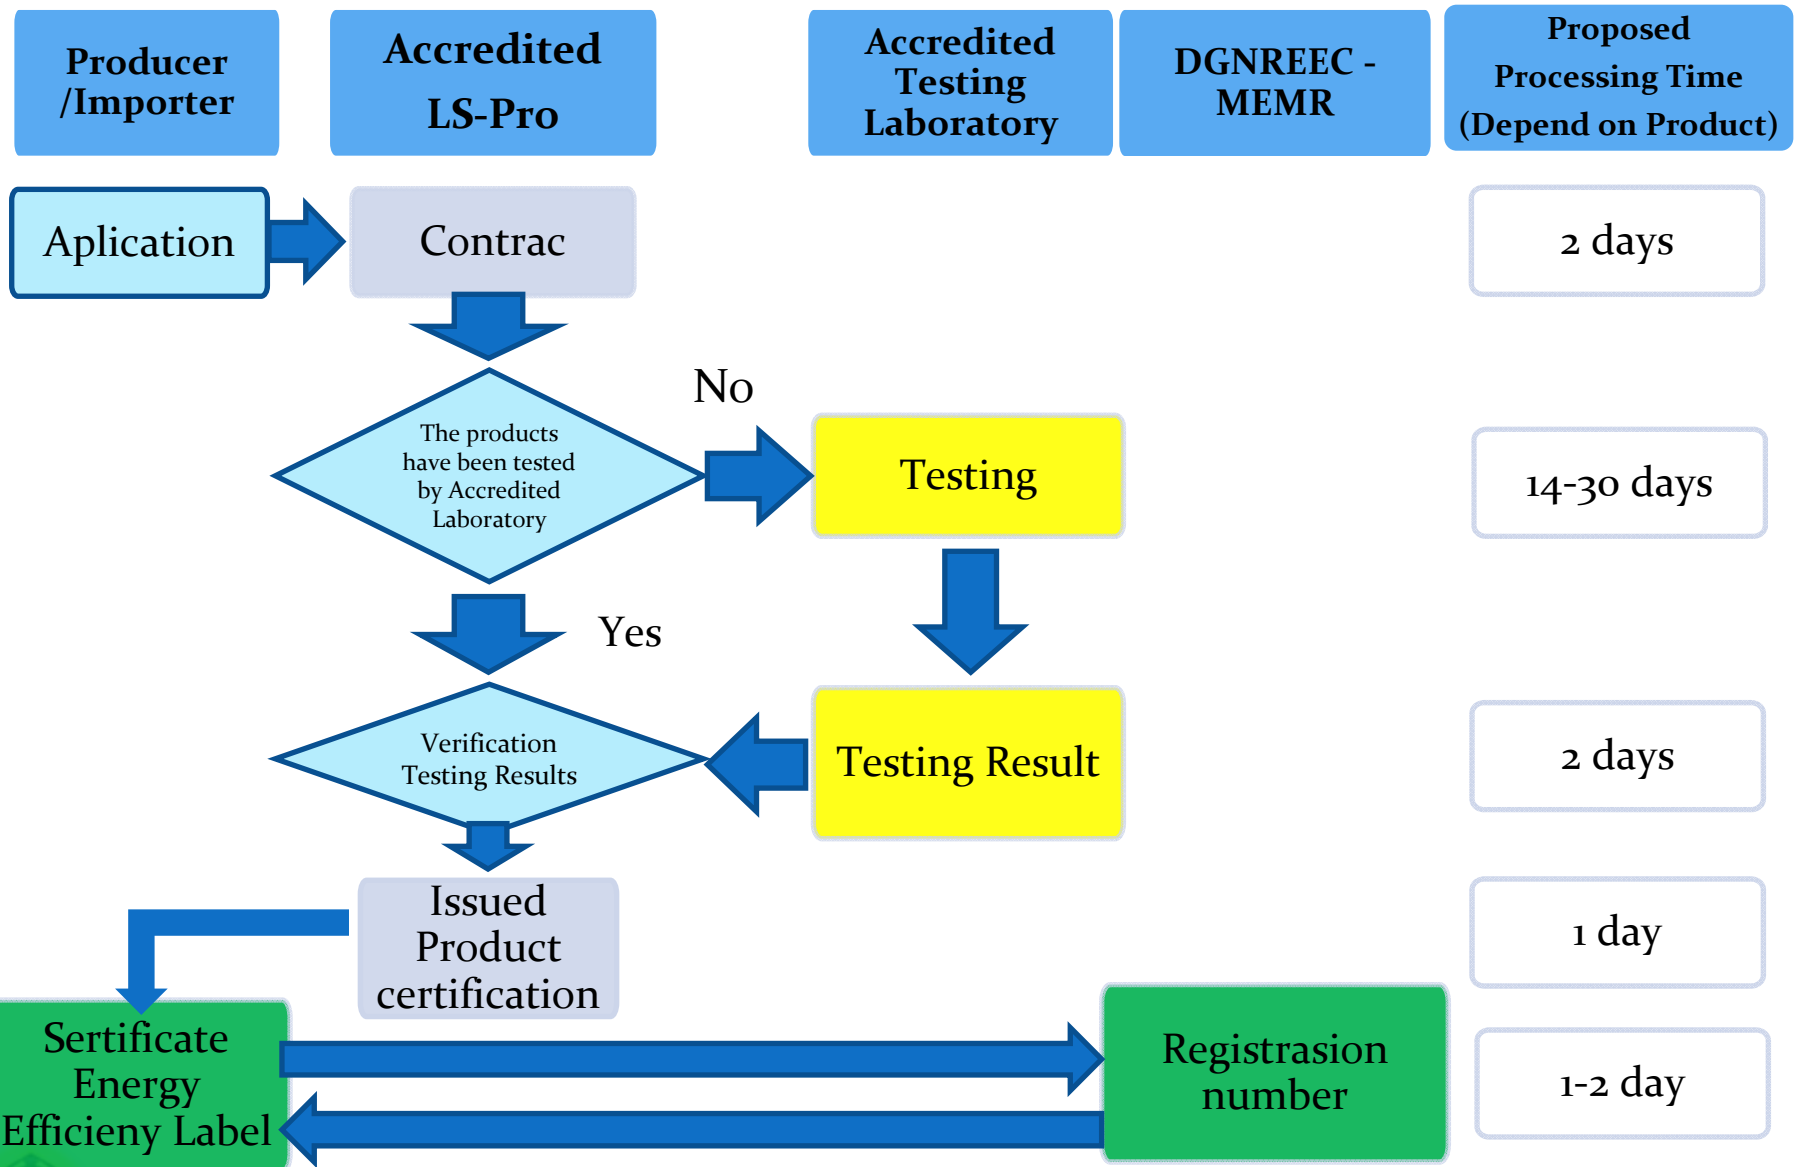 Producer
/Importer
Accredited
LS-Pro
Accredited
Testing
Laboratory
DGNREEC -
MEMR
Proposed
Processing Time
(Depend on Product)
Aplication
Contrac
2 days
No
The products
have been tested
by Accredited
Laboratory
Testing
14-30 days
Yes
Verification
Testing Results
Testing Result
2 days
Issued
Product
certification
1 day
Sertificate
Energy
Efficieny Label
Registrasion
number
1-2 day